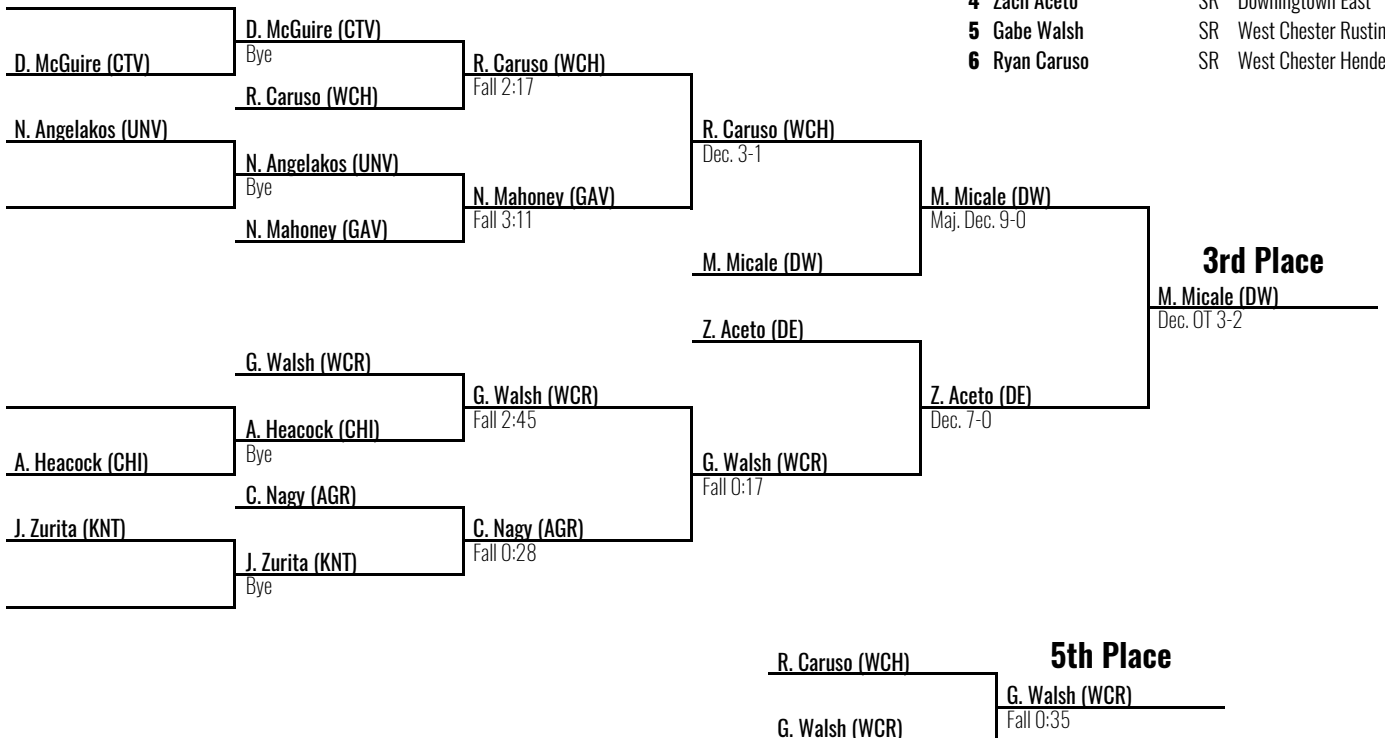 4 Zach Aceto SR Downingtown East
5 Gabe Walsh SR West Chester Rustin
6 Ryan Caruso SR West Chester Hende
D. McGuire (CTV)
Bye
D. McGuire (CTV)
R. Caruso (WCH)
Fall 2:17
R. Caruso (WCH)
N. Angelakos (UNV)
R. Caruso (WCH)
Dec. 3-1
N. Angelakos (UNV)
Bye
N. Mahoney (GAV)
Fall 3:11
M. Micale (DW)
Maj. Dec. 9-0
N. Mahoney (GAV)
M. Micale (DW)
3rd Place
M. Micale (DW)
Dec. OT 3-2
Z. Aceto (DE)
G. Walsh (WCR)
G. Walsh (WCR)
Fall 2:45
Z. Aceto (DE)
Dec. 7-0
A. Heacock (CHI)
Bye
A. Heacock (CHI)
G. Walsh (WCR)
Fall 0:17
C. Nagy (AGR)
J. Zurita (KNT)
C. Nagy (AGR)
Fall 0:28
J. Zurita (KNT)
Bye
5th Place
R. Caruso (WCH)
G. Walsh (WCR)
Fall 0:35
G. Walsh (WCR)